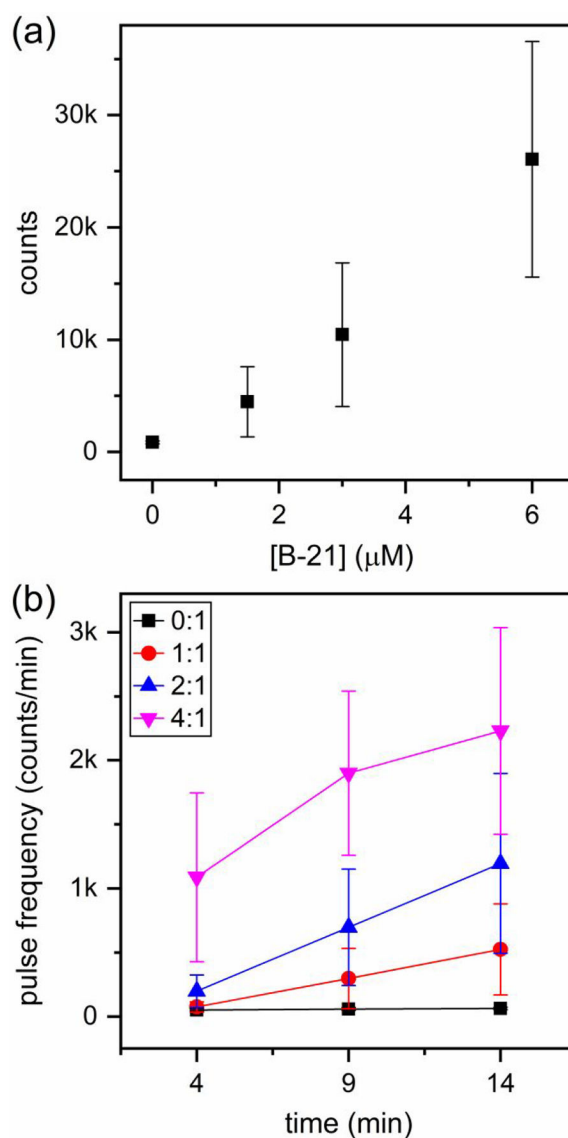 (a)
30k
20k
10k
0
counts
0 2 4 6
[B-21] (μM)
(b)
0:1
1:1
2:1
4:1
3k
2k
1k
0
pulse frequency (counts/min)
4 9 14
time (min)